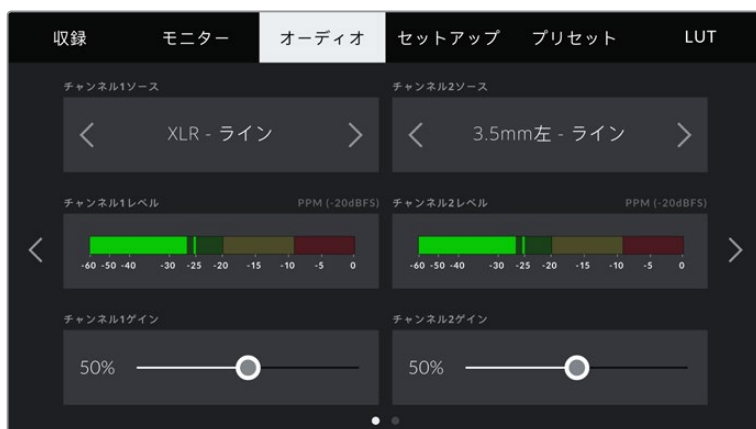 収録 モニター オーディオ セットアップ プリセット LUT
チャンネル1ソース チャンネル2ソース
XLR - ライン 3.5mm左 - ライン
チャンネル1レベル PPM (-20dBFS) チャンネル2レベル PPM (-20dBFS)
-60 -50 -40 -30 -25 -20 -15 -10 -5 0 -60 -50 -40 -30 -25 -20 -15 -10 -5 0
チャンネル1ゲイン チャンネル2ゲイン
50% 50%